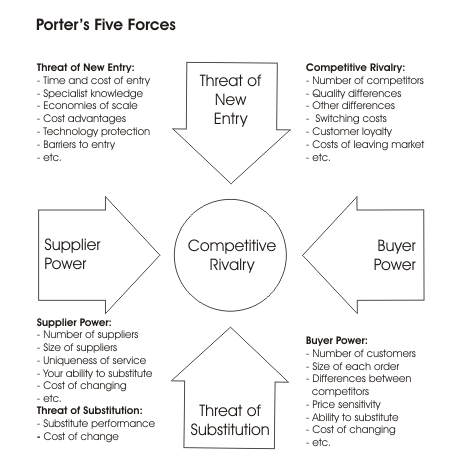 Porter's Five Forces
Threat of New Entry:
- Time and cost of entry
- Specialist knowledge
- Economies of scale
- Cost advantages
- Technology protection
- Barriers to entry
- etc.
Threat of
New
Entry
Competitive Rivalry:
- Number of competitors
- Quality differences
- Other differences
- Switching costs
- Customer loyalty
- Costs of leaving market
- etc.
Supplier
Power
Competitive
Rivalry
Buyer
Power
Supplier Power:
- Number of suppliers
- Size of suppliers
- Uniqueness of service
- Your ability to substitute
- Cost of changing
- etc.
Threat of Substitution:
- Substitute performance
- Cost of change
Threat of
Substitution
Buyer Power:
- Number of customers
- Size of each order
- Differences between
competitors
- Price sensitivity
- Ability to substitute
- Cost of changing
- etc.